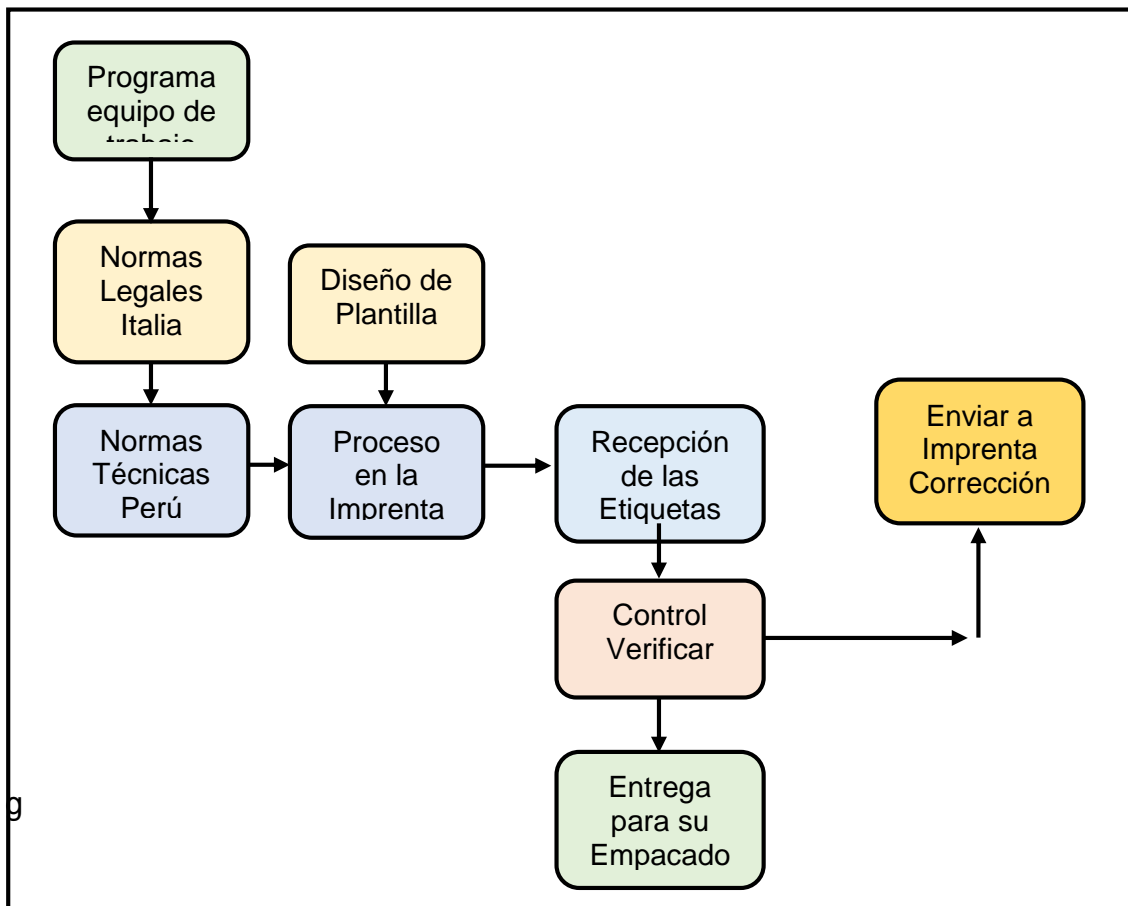 Programa
equipo de
trabajo
Normas
Legales
Italia
Diseño de
Plantilla
Normas
Técnicas
Perú
Proceso
en la
Imprenta
Recepción
de las
Etiquetas
Enviar a
Imprenta
Corrección
Control
Verificar
Entrega
para su
Empacado
g